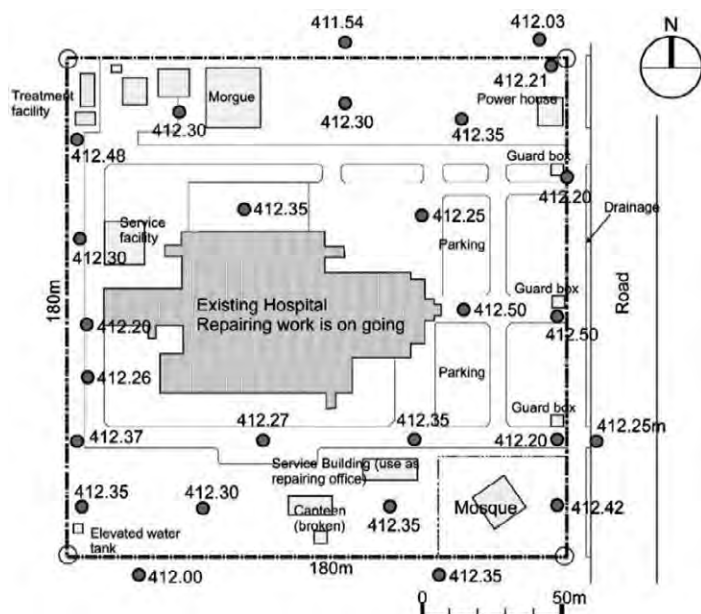 411.54
412.03
N
412.21
Treatment
facility
Morgue
Power house
412.30
412.30
412.35
412.48
Guard box
412.20
412.35
412.25
Drainage
Service
facility
Parking
412.30
180m
Existing Hospital
Repairing work is on going
Guard box
Road
412.50
412.50
412.20
412.26
Parking
Guard box
412.37
412.27
412.35
412.20
412.25m
Service Building (use as
repairing office)
412.35
412.30
Canteen
(broken)
412.35
Mosque
412.42
Elevated water
tank
412.00
180m
412.35
0
50m